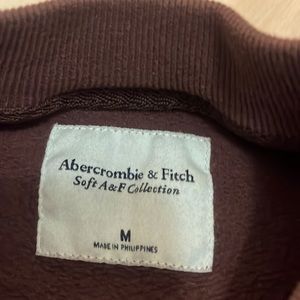 Abercrombie & Fitch
Soft A&F Collection
M
MADE IN PHILIPPINES